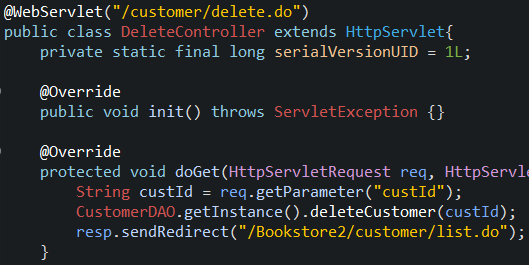 @WebServlet("/customer/delete.do")
public class DeleteController extends HttpServlet{
    private static final long serialVersionUID = 1L;

    @Override
    public void init() throws ServletException {}

    @Override
    protected void doGet(HttpServletRequest req, HttpServle
        String custId = req.getParameter("custId");
        CustomerDAO.getInstance().deleteCustomer(custId);
        resp.sendRedirect("/Bookstore2/customer/list.do");
    }